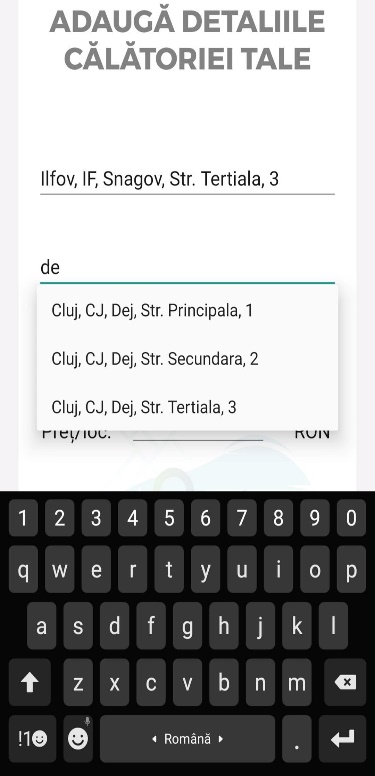 ADAUGĂ DETALIILE
CĂLĂTORIEI TALE
Ilfov, IF, Snagov, Str. Tertiala, 3
de
Cluj, CJ, Dej, Str. Principala, 1
Cluj, CJ, Dej, Str. Secundara, 2
Cluj, CJ, Dej, Str. Tertiala, 3
Preț/loc: RON
1 2 3 4 5 6 7 8 9 0
q w e r t y u i o p
a s d f g h j k l
z x c v b n m
!1 Română .